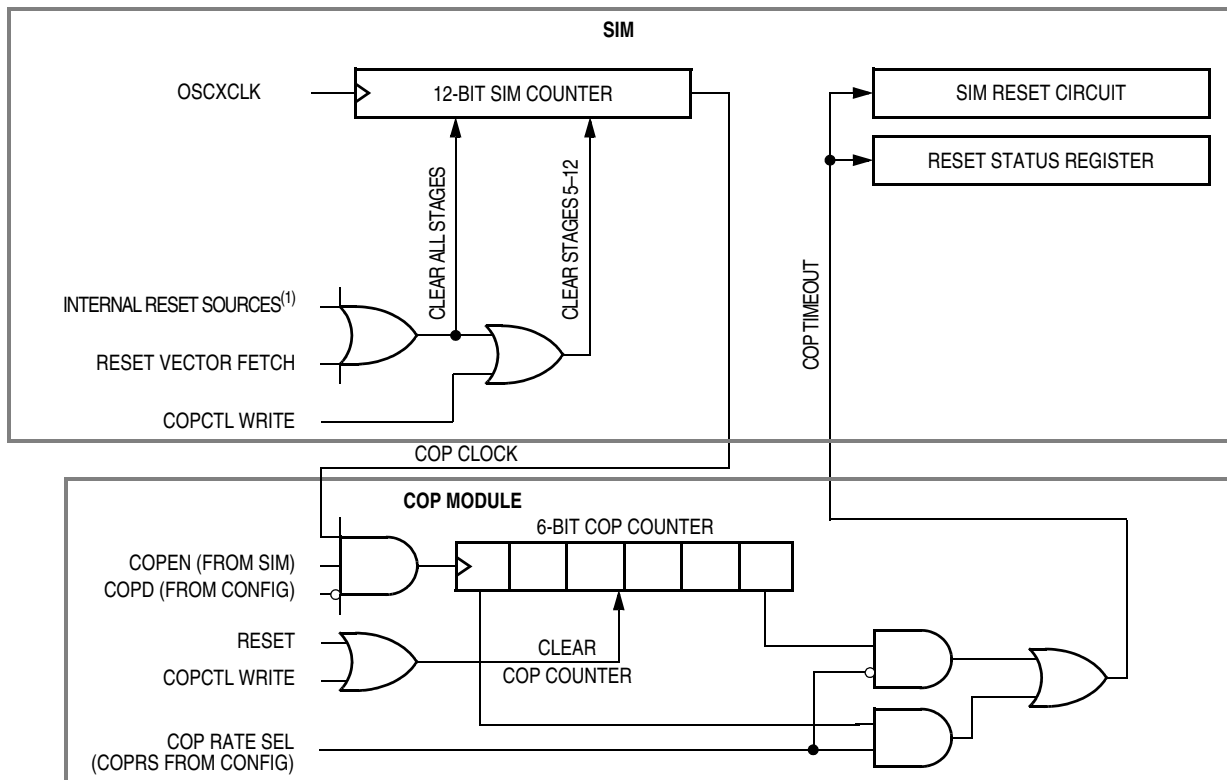 SIM
OSCXCLK
12-BIT SIM COUNTER
SIM RESET CIRCUIT
RESET STATUS REGISTER
CLEAR ALL STAGES
CLEAR STAGES 5–12
COP TIMEOUT
INTERNAL RESET SOURCES(1)
RESET VECTOR FETCH
COPCTL WRITE
COP CLOCK
COP MODULE
6-BIT COP COUNTER
COPEN (FROM SIM)
COPD (FROM CONFIG)
RESET
CLEAR
COPCTL WRITE
COP COUNTER
COP RATE SEL
(COPRS FROM CONFIG)